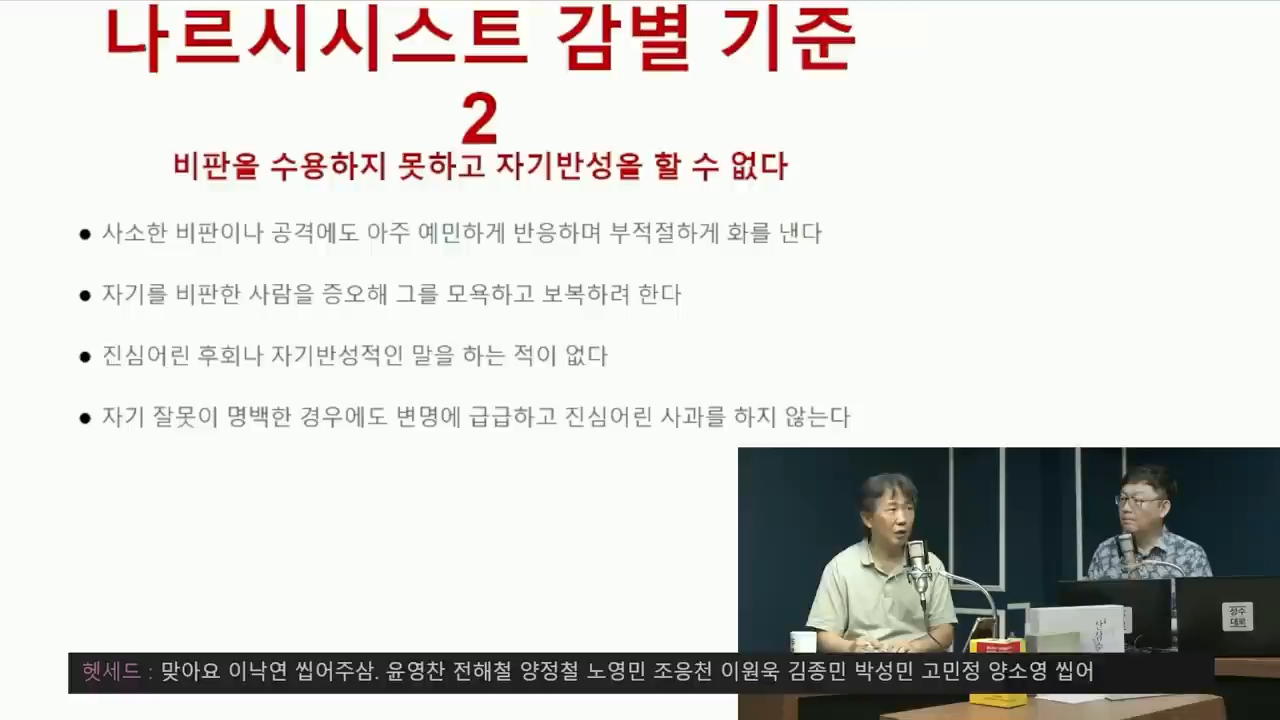 나르시시스트 감별 기준
2
비판을 수용하지 못하고 자기반성을 할 수 없다
● 사소한 비판이나 공격에도 아주 예민하게 반응하며 부적절하게 화를 낸다
● 자기를 비판한 사람을 증오해 그를 모욕하고 보복하려 한다
● 진심어린 후회나 자기반성적인 말을 하는 적이 없다
● 자기 잘못이 명백한 경우에도 변명에 급급하고 진심어린 사과를 하지 않는다
정수
대로
헷세드 : 맞아요 이낙연 씹어주삼. 윤영찬 전해철 양정철 노영민 조응천 이원욱 김종민 박성민 고민정 양소영 씹어